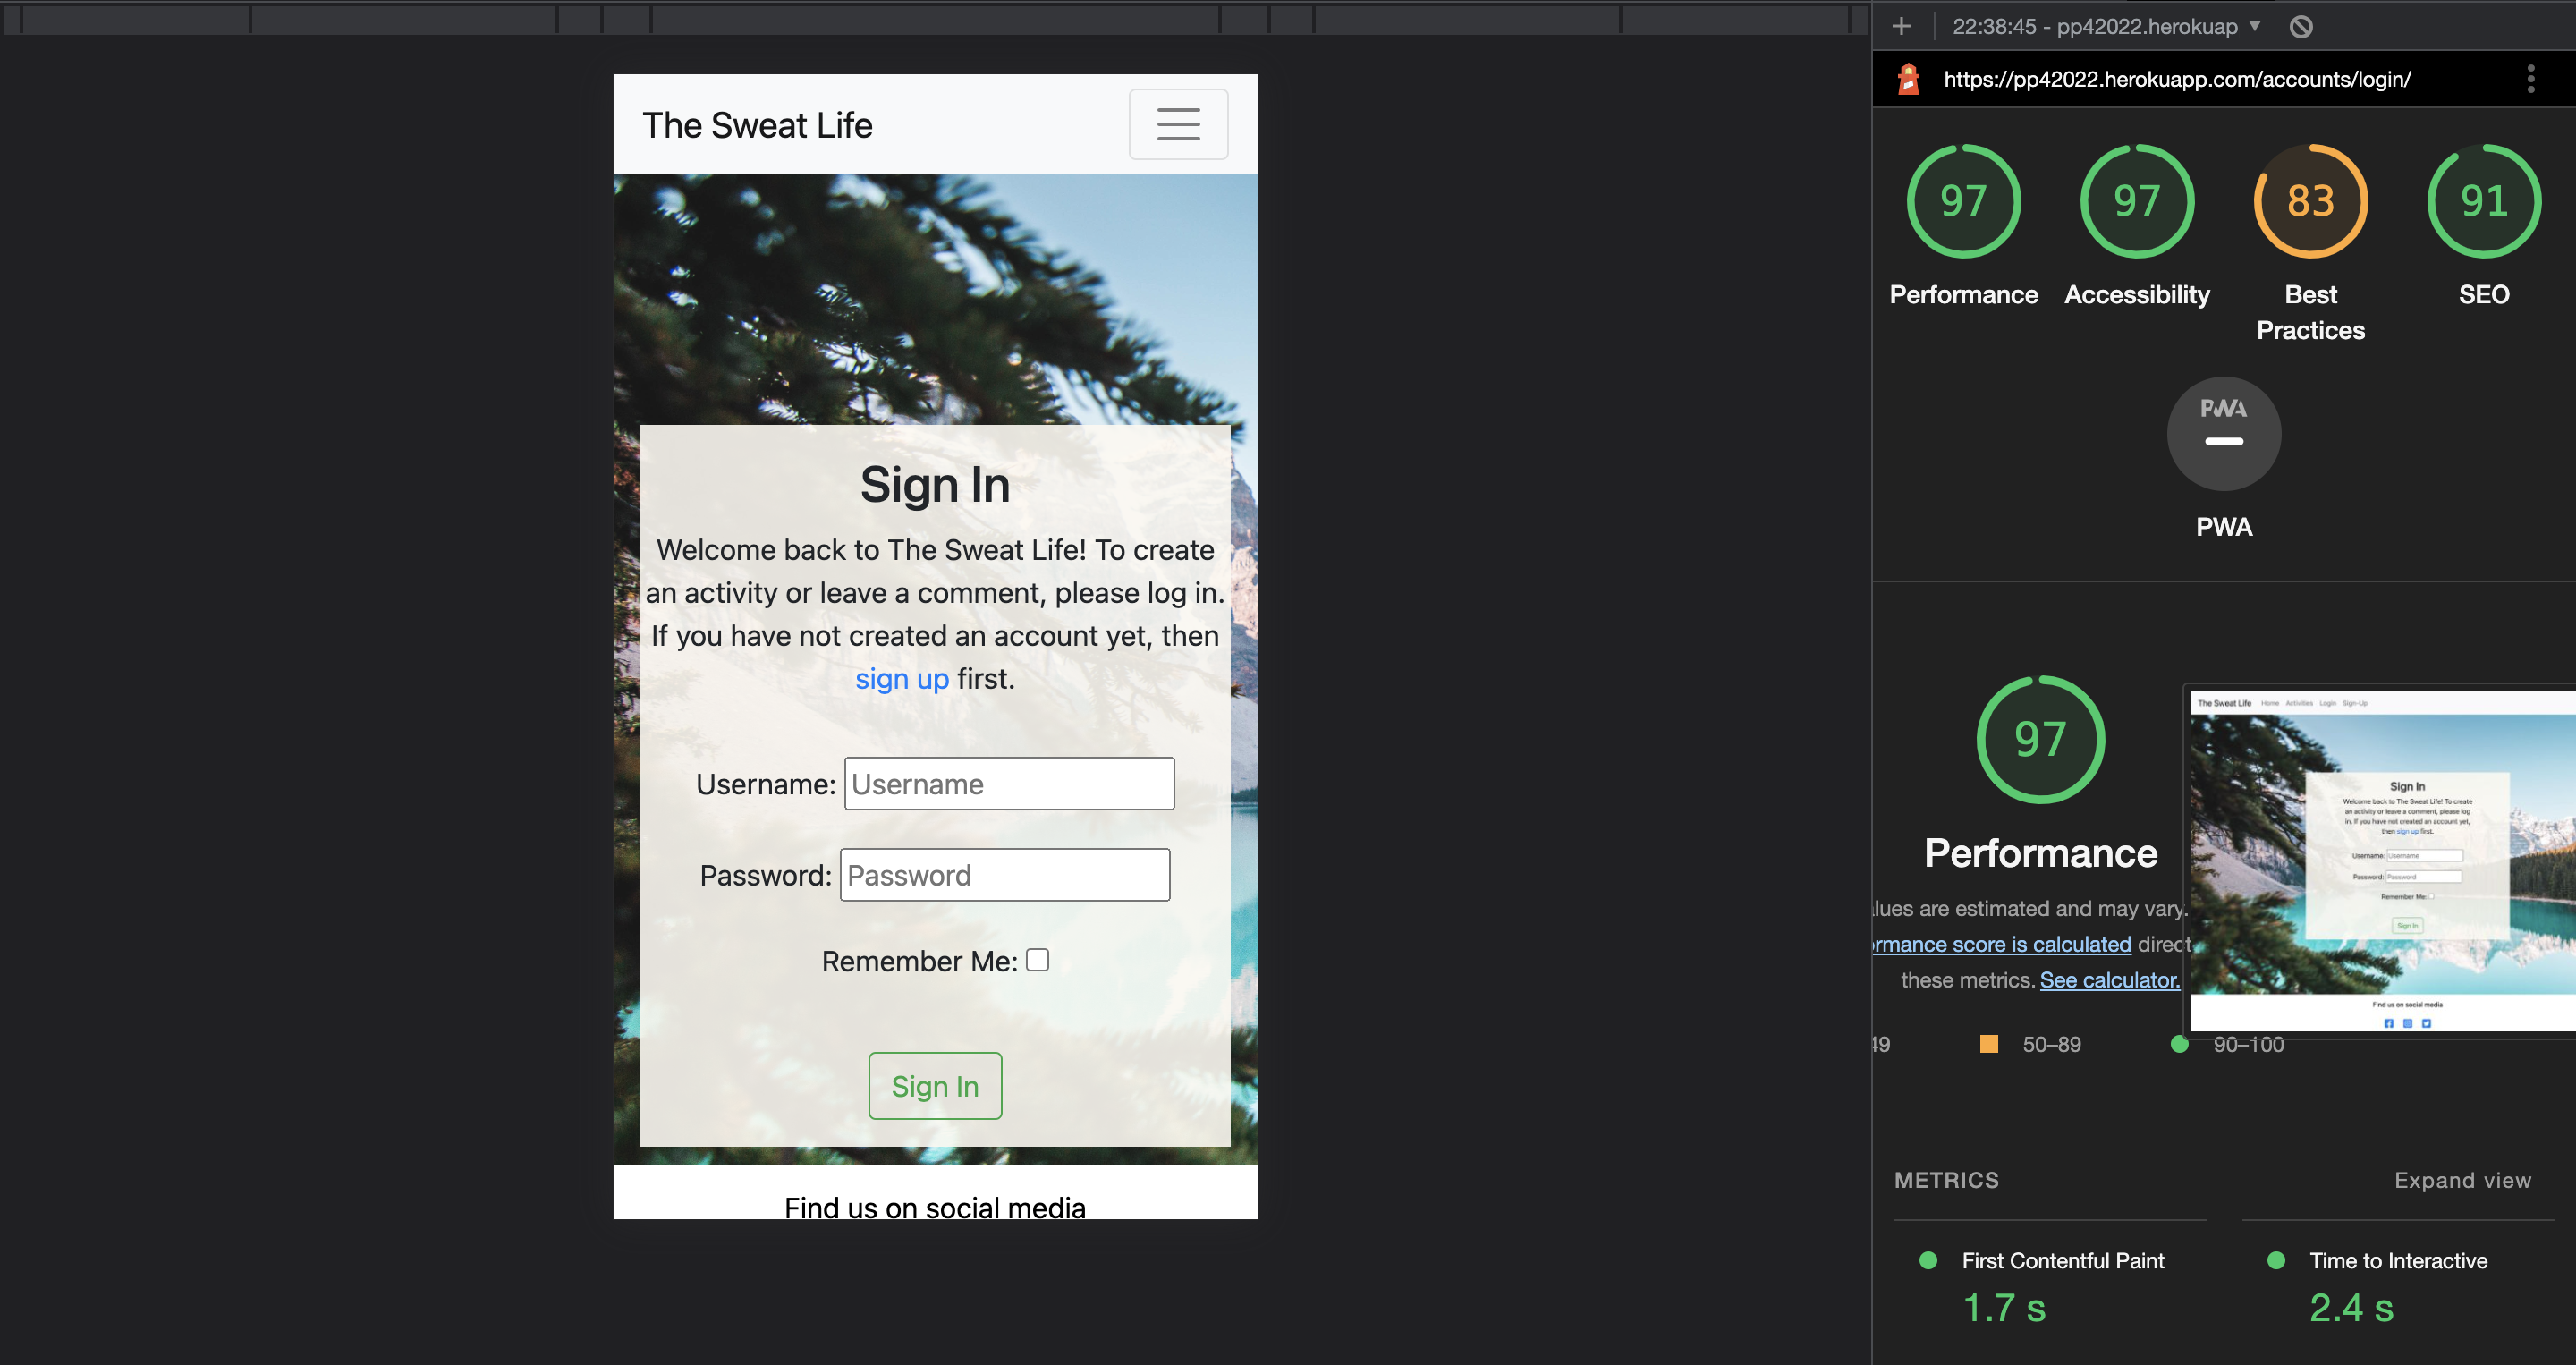 The Sweat Life
Sign In
Welcome back to The Sweat Life! To create
an activity or leave a comment, please log in.
If you have not created an account yet, then
sign up first.
Username: Username
Password: Password
Remember Me:
Sign In
Find us on social media
22:38:45 - pp42022.herokuap
https://pp42022.herokuapp.com/accounts/login/
97
Performance
97
Accessibility
83
Best
Practices
91
SEO
PWA
PWA
97
Performance
lues are estimated and may vary.
rmance score is calculated direct
these metrics. See calculator.
49
50–89
90–100
The Sweat Life Home Activities Login Sign-Up
Sign In
Welcome back to The Sweat Life! To create
an activity or leave a comment, please log
in. If you have not created an account yet,
then sign up first.
Username: Username
Password: Password
Remember Me:
Sign In
Find us on social media
METRICS
Expand view
First Contentful Paint
1.7 s
Time to Interactive
2.4 s